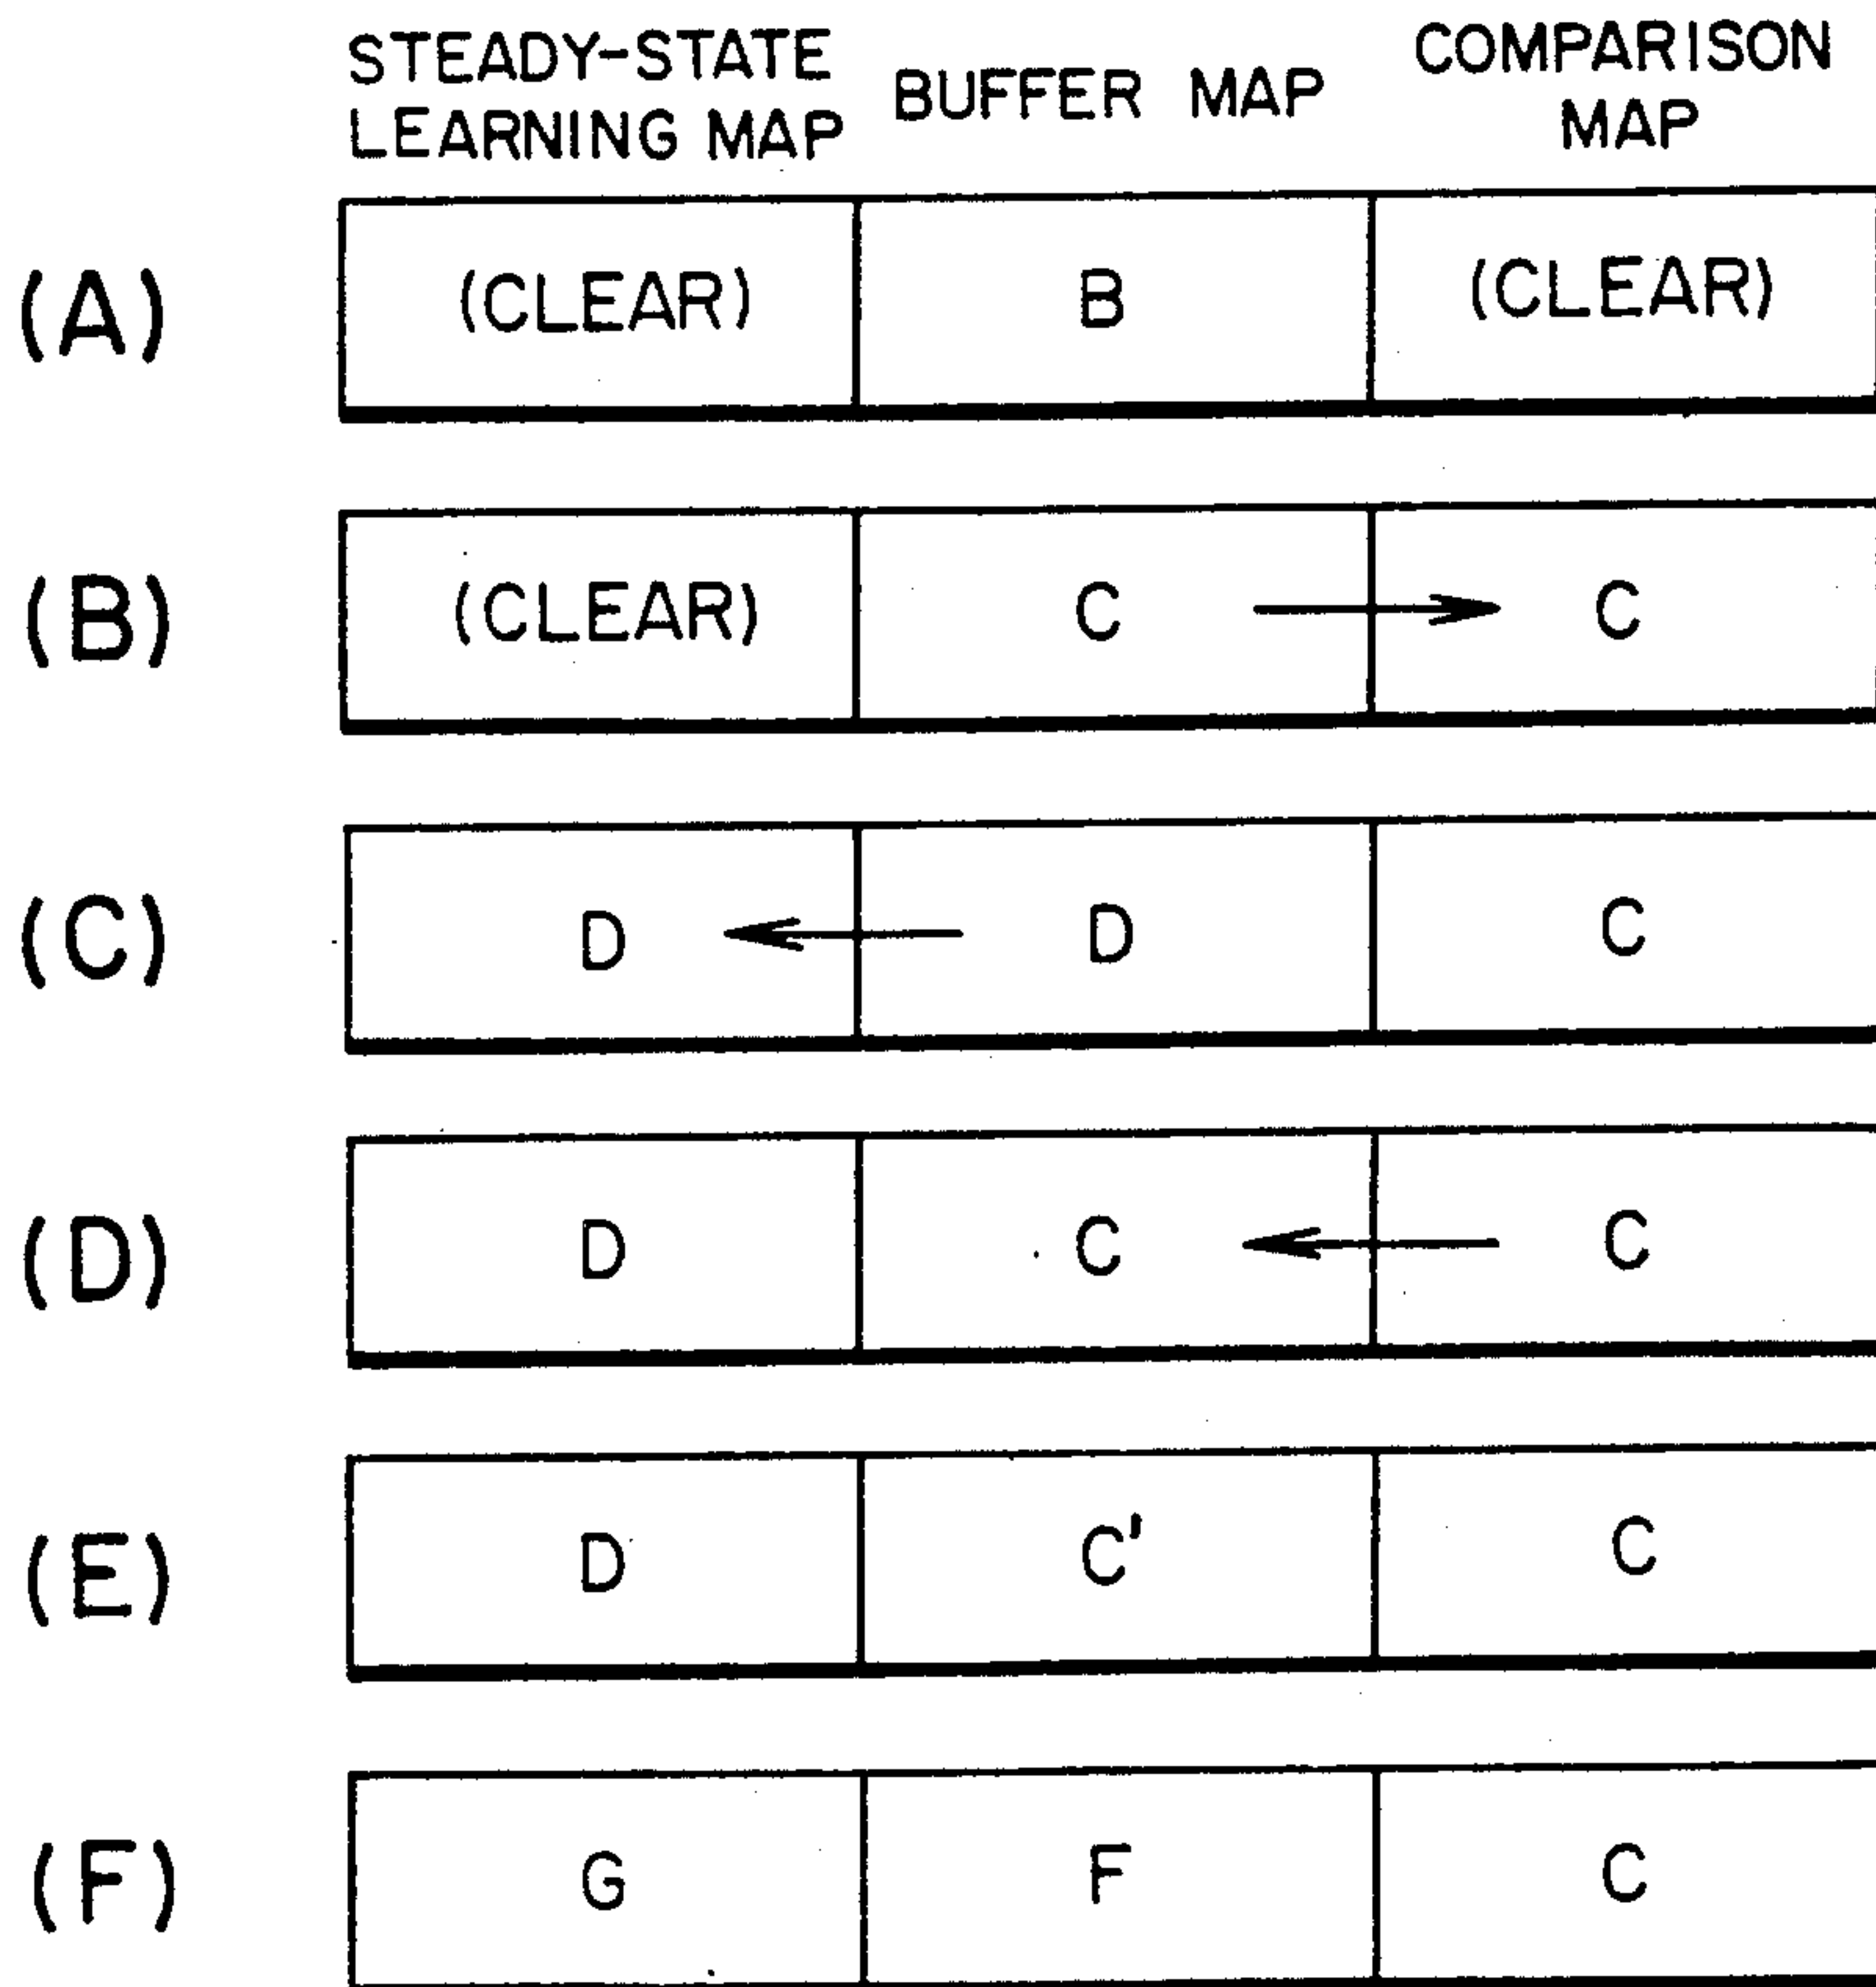 STEADY-STATE
LEARNING MAP
BUFFER MAP
COMPARISON
MAP
(A) (CLEAR) B (CLEAR)
(B) (CLEAR) C C
(C) D D C
(D) D C C
(E) D C' C
(F) G F C